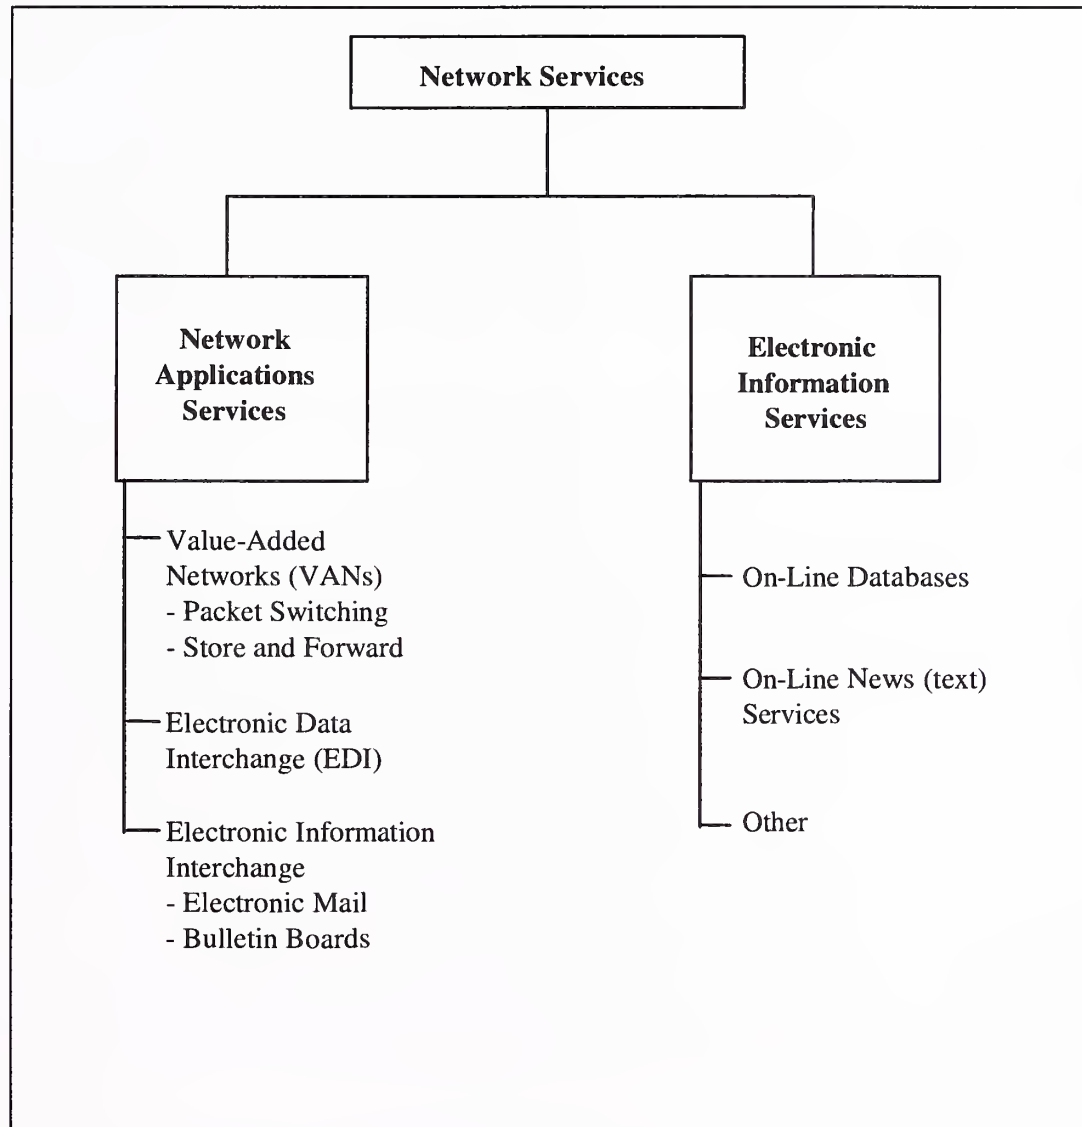 Network Services
Network
Applications
Services
Value-Added
Networks (VANs)
- Packet Switching
- Store and Forward
Electronic Data
Interchange (EDI)
Electronic Information
Interchange
- Electronic Mail
- Bulletin Boards
Electronic
Information
Services
On-Line Databases
On-Line News (text)
Services
Other